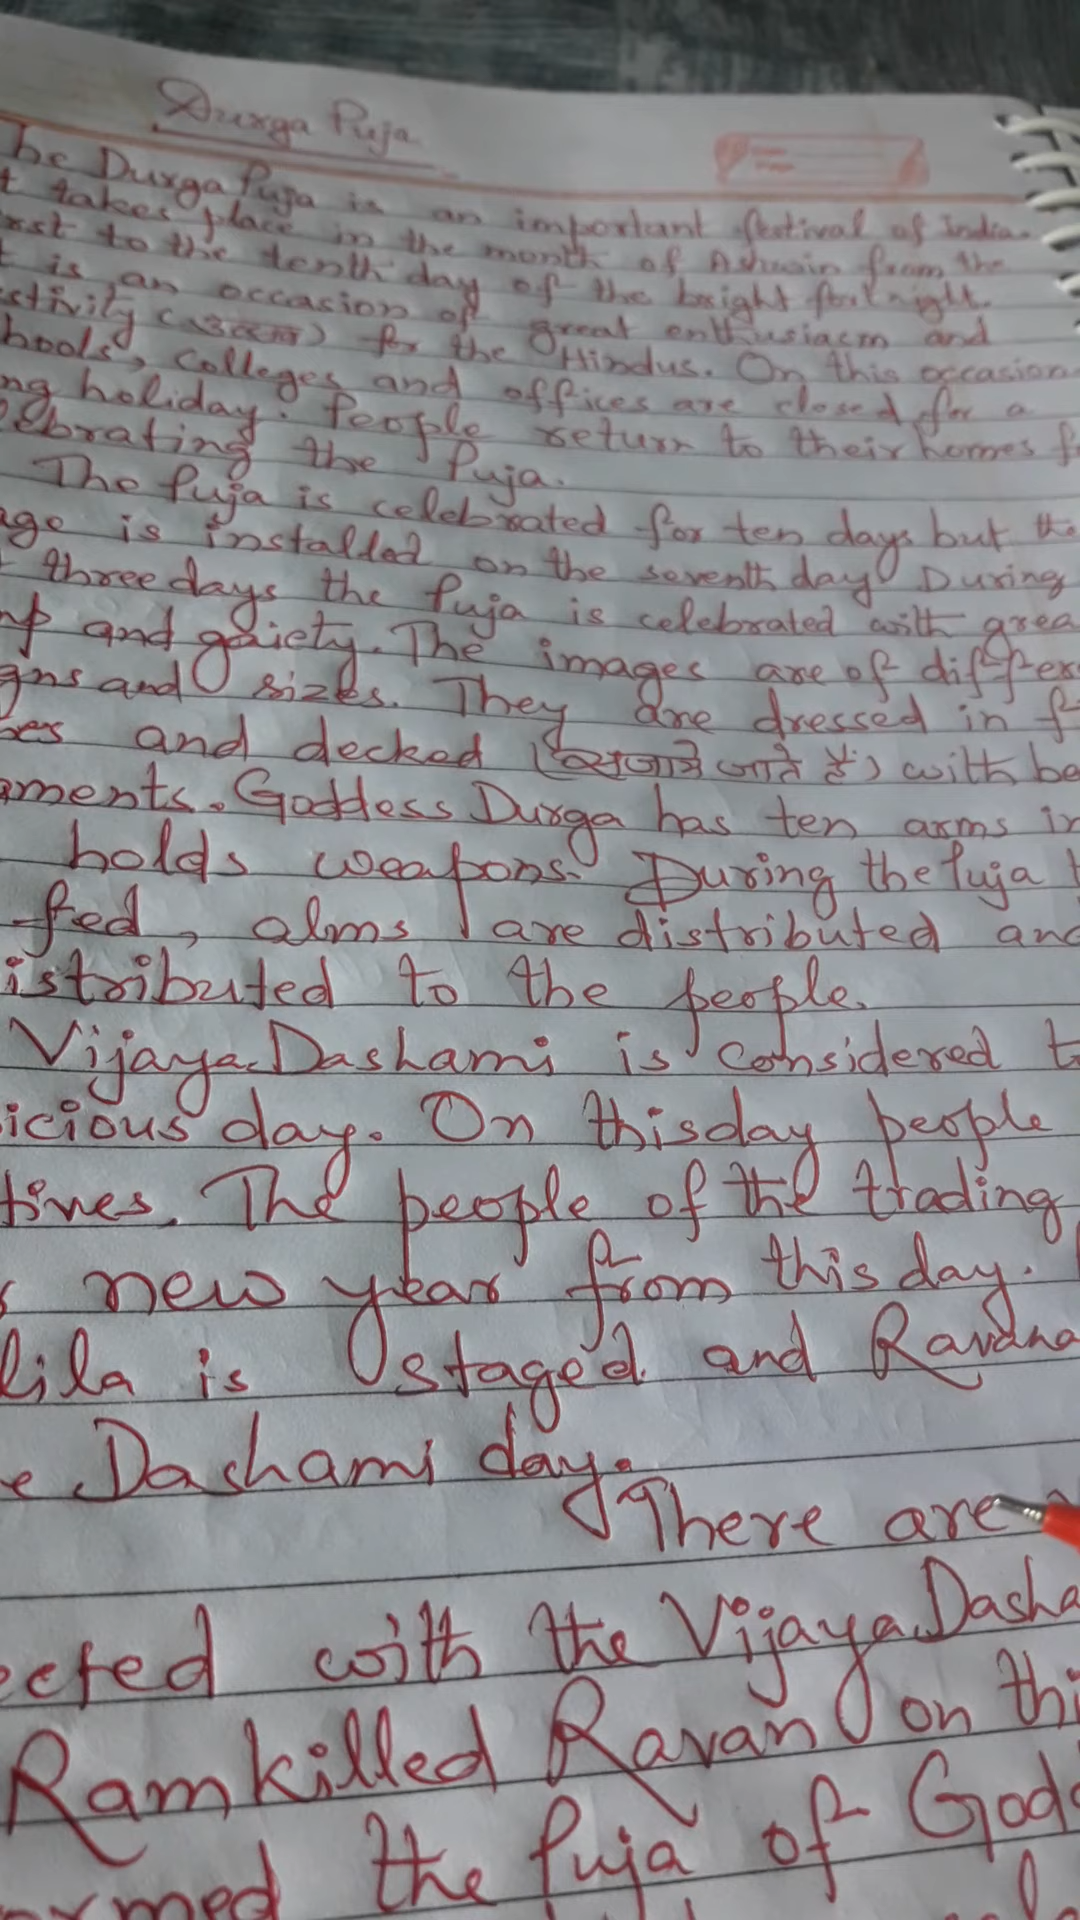 Durga Puja
he Durga Puja is an important festival of India.
t takes place in the month of Ashwin from the
rst to the tenth day of the bright fortnight.
t is an occasion of great enthusiasm and
stivity (उत्सव) for the Hindus. On this occasion
hools, colleges and offices are closed for a
ng holiday. People return to their homes f
ebrating the Puja.
The Puja is celebrated for ten days but the
age is installed on the seventh day During
t three days the Puja is celebrated with grea
mp and gaiety. The images are of differ
gns and sizes. They are dressed in f
es and decked (सजाये जाते है) with be
aments. Goddess Durga has ten arms in
holds weapons. During the Puja t
fed, alms are distributed and
istributed to the people.
Vijaya Dashami is considered t
icious day. On this day people
tives. The people of the trading
s new year from this day.
lila is staged and Ravana
e Dashami day.
There are
ected with the Vijaya Dasha
Ram killed Ravan on thi
ormed the Puja of Godd